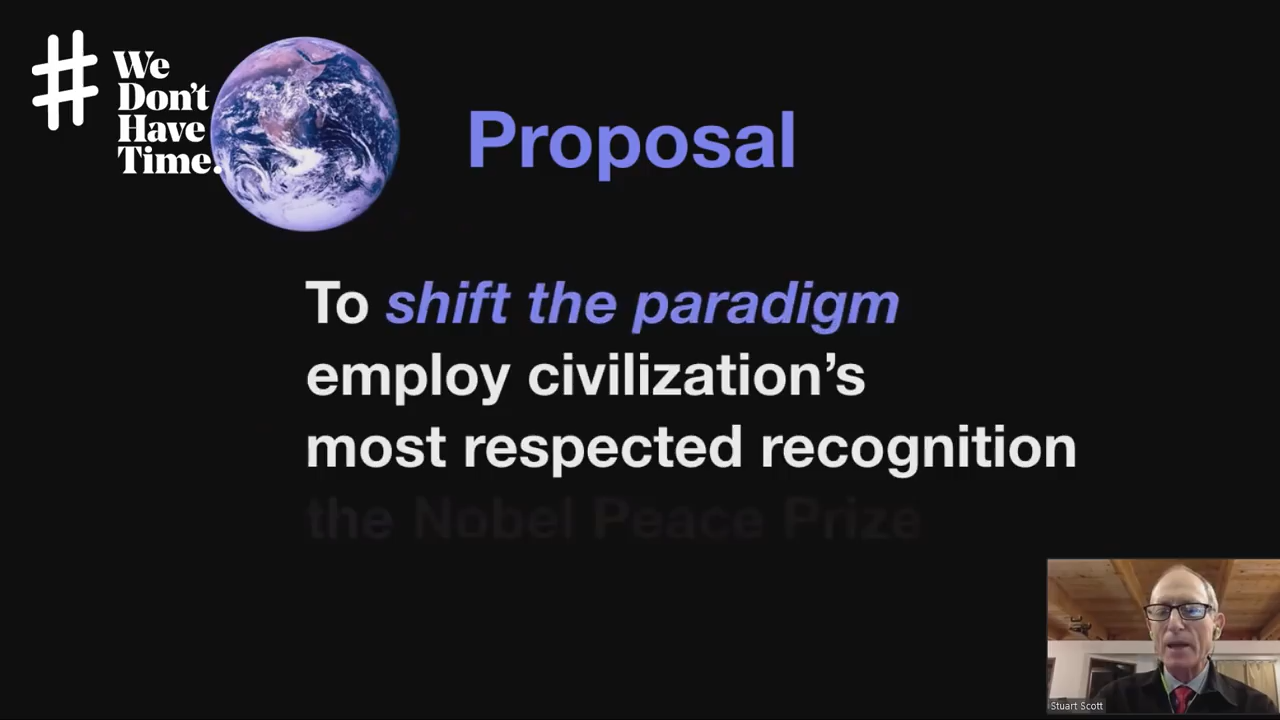 #
We
Don't
Have
Time.
Proposal
To shift the paradigm
employ civilization’s
most respected recognition
the Nobel Peace Prize
Stuart Scott